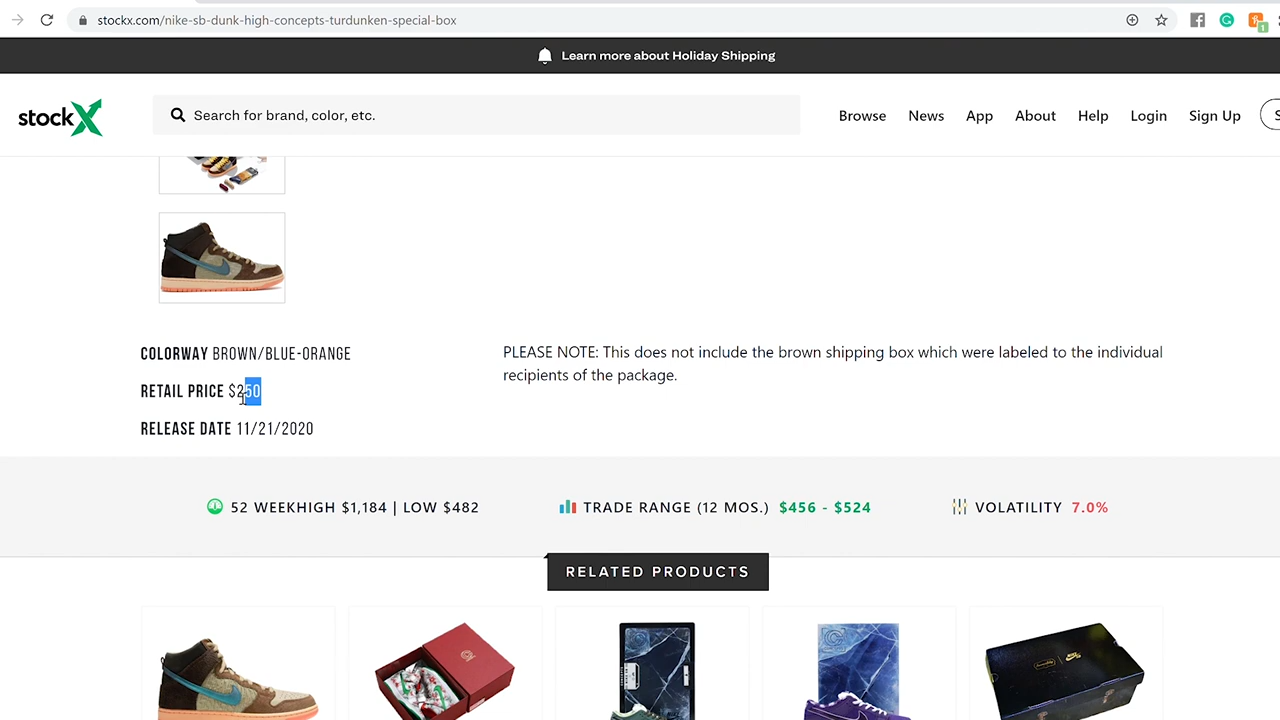 stockx.com/nike-sb-dunk-high-concepts-turdunken-special-box
1
Learn more about Holiday Shipping
stockX
Search for brand, color, etc.
Browse News App About Help Login Sign Up S
COLORWAY BROWN/BLUE-ORANGE
RETAIL PRICE $250
RELEASE DATE 11/21/2020
PLEASE NOTE: This does not include the brown shipping box which were labeled to the individual
recipients of the package.
52 WEEKHIGH $1,184 | LOW $482
TRADE RANGE (12 MOS.) $456 - $524
VOLATILITY 7.0%
RELATED PRODUCTS